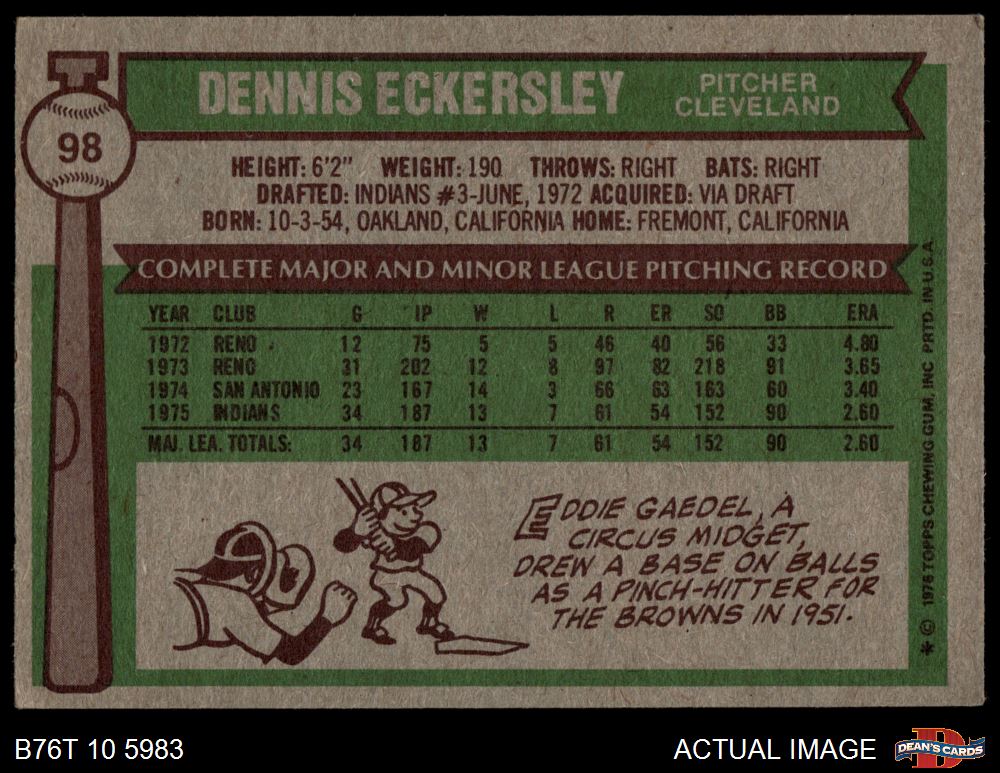 DENNIS ECKERSLEY
PITCHER
CLEVELAND
98
HEIGHT: 6'2" WEIGHT: 190 THROWS: RIGHT BATS: RIGHT
DRAFTED: INDIANS #3-JUNE, 1972 ACQUIRED: VIA DRAFT
BORN: 10-3-54, OAKLAND, CALIFORNIA HOME: FREMONT, CALIFORNIA
COMPLETE MAJOR AND MINOR LEAGUE PITCHING RECORD
YEAR CLUB G IP W L R ER SO BB ERA
1972 RENO 12 75 5 5 46 40 56 33 4.80
1973 RENO 31 202 12 8 97 82 218 91 3.65
1974 SAN ANTONIO 23 167 14 3 66 63 163 60 3.40
1975 INDIANS 34 187 13 7 61 54 152 90 2.60
MAJ. LEA. TOTALS: 34 187 13 7 61 54 152 90 2.60
EDDIE GAEDEL, A
CIRCUS MIDGET,
DREW A BASE ON BALLS
AS A PINCH-HITTER FOR
THE BROWNS IN 1951.
* © 1976 TOPPS CHEWING GUM, INC PRTD. IN U.S.A.
B76T 10 5983
ACTUAL IMAGE
D
DEAN'S CARDS